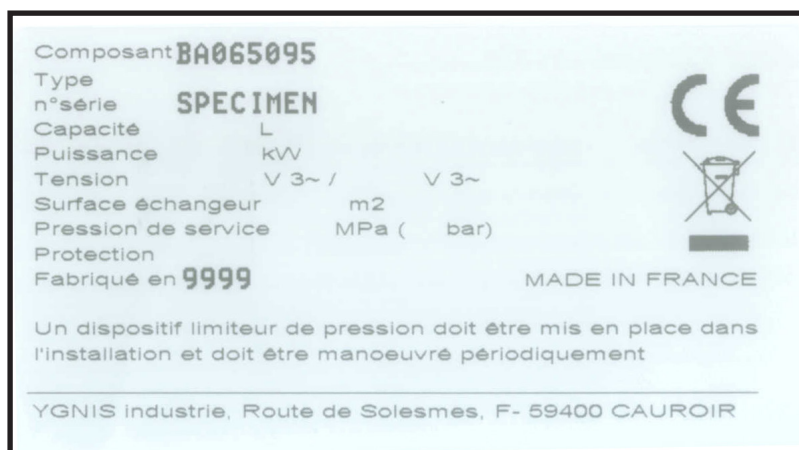 Composant BA065095
Type
n°série SPECIMEN
Capacité L
Puissance kW
Tension V 3~ / V 3~
Surface échangeur m2
Pression de service MPa ( bar)
Protection
Fabriqué en 9999 MADE IN FRANCE
CE
Un dispositif limiteur de pression doit être mis en place dans
l'installation et doit être manoeuvré périodiquement
YGNIS industrie, Route de Solesmes, F- 59400 CAUROIR